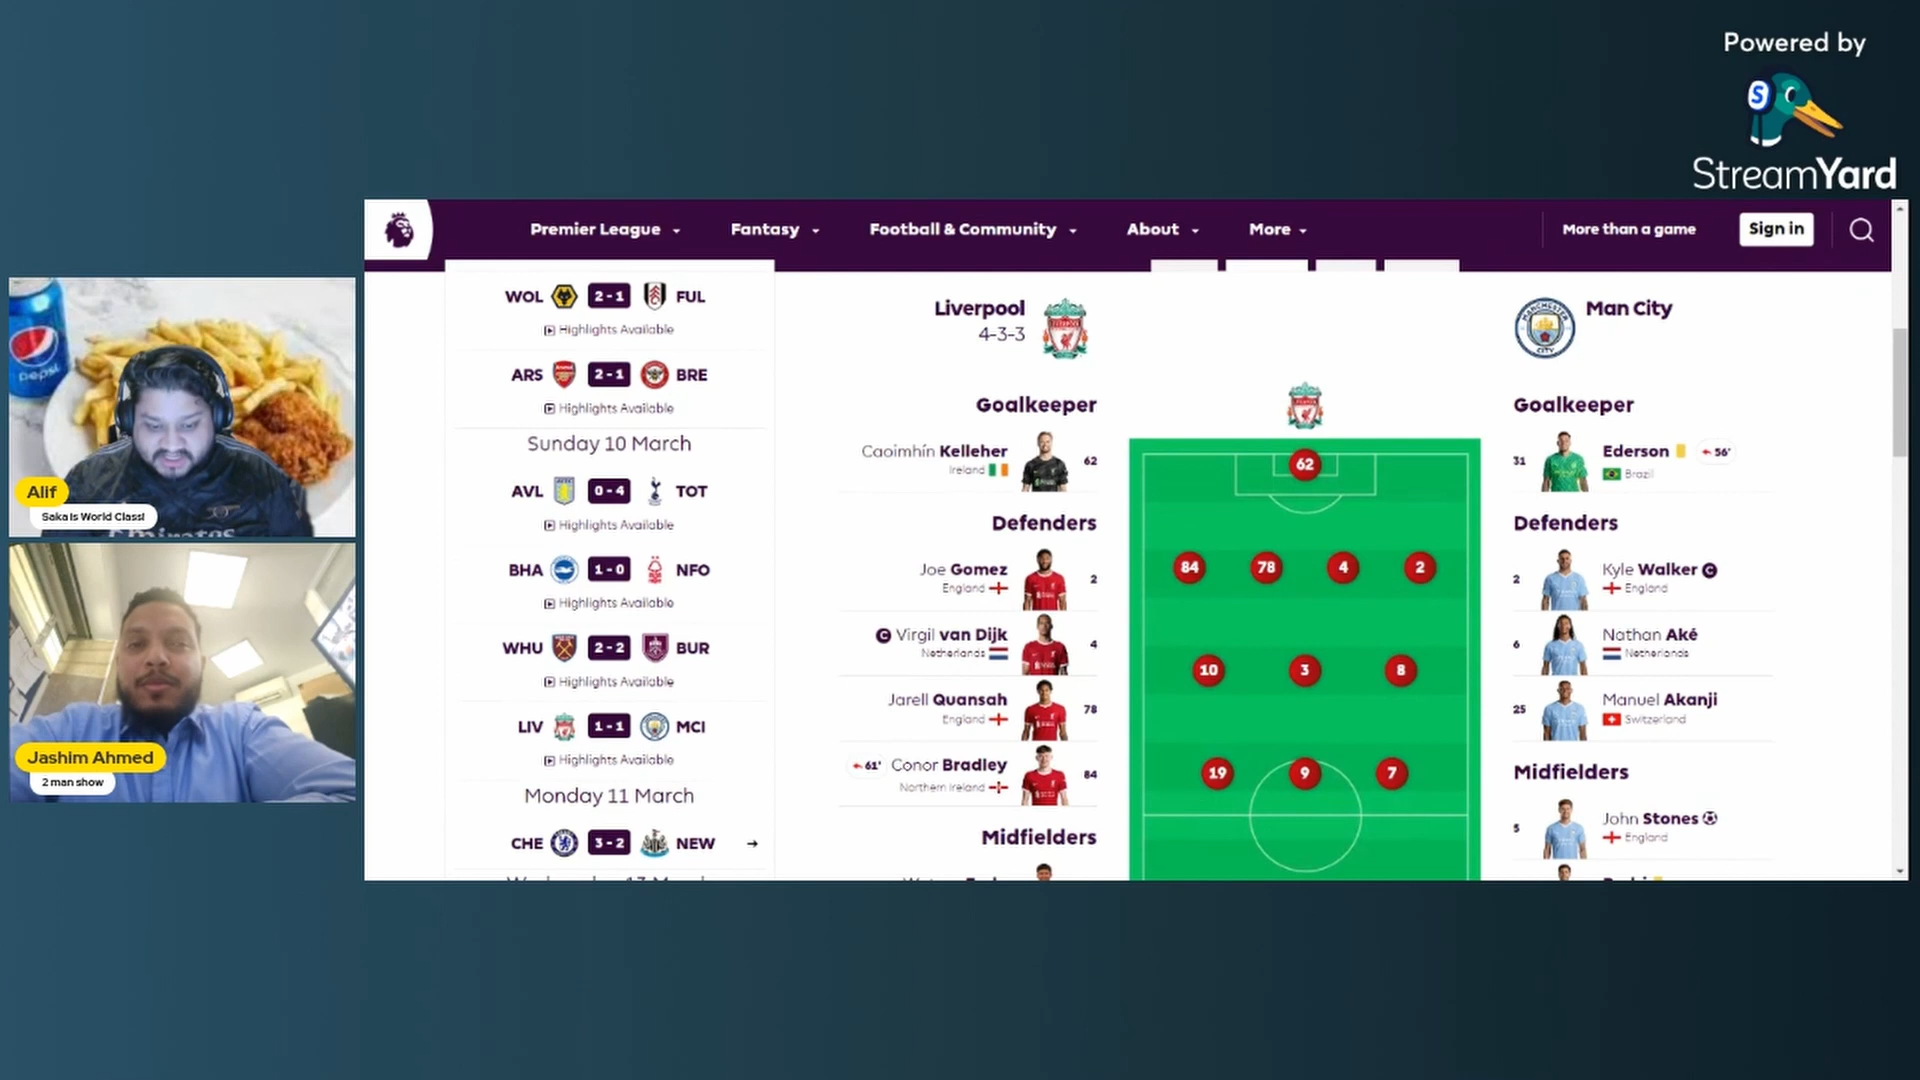 Powered by
StreamYard
Premier League
Fantasy
Football & Community
About
More
More than a game
Sign in
WOL 2 - 1 FUL
Highlights Available
ARS 2 - 1 BRE
Highlights Available
Sunday 10 March
AVL 0 - 4 TOT
Highlights Available
BHA 1 - 0 NFO
Highlights Available
WHU 2 - 2 BUR
Highlights Available
LIV 1 - 1 MCI
Highlights Available
Monday 11 March
CHE 3 - 2 NEW
Liverpool
4-3-3
Goalkeeper
Caoimhín Kelleher 62
Ireland
Defenders
Joe Gomez 2
England
C Virgil van Dijk 4
Netherlands
Jarell Quansah 78
England
61' Conor Bradley 84
Northern Ireland
Midfielders
62
84 78 4 2
10 3 8
19 9 7
Man City
Goalkeeper
31 Ederson 56'
Brazil
Defenders
2 Kyle Walker C
England
6 Nathan Aké
Netherlands
25 Manuel Akanji
Switzerland
Midfielders
5 John Stones
England
pepsi
Alif
Saka is World Class!
Emirates
Jashim Ahmed
2 man show